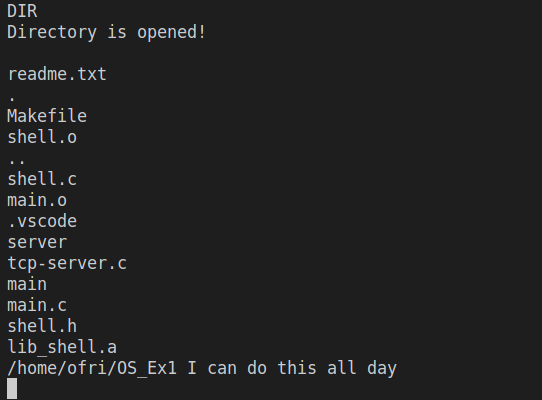 DIR
Directory is opened!
readme.txt
.
Makefile
shell.o
..
shell.c
main.o
.vscode
server
tcp-server.c
main
main.c
shell.h
lib_shell.a
/home/ofri/OS_Ex1 I can do this all day